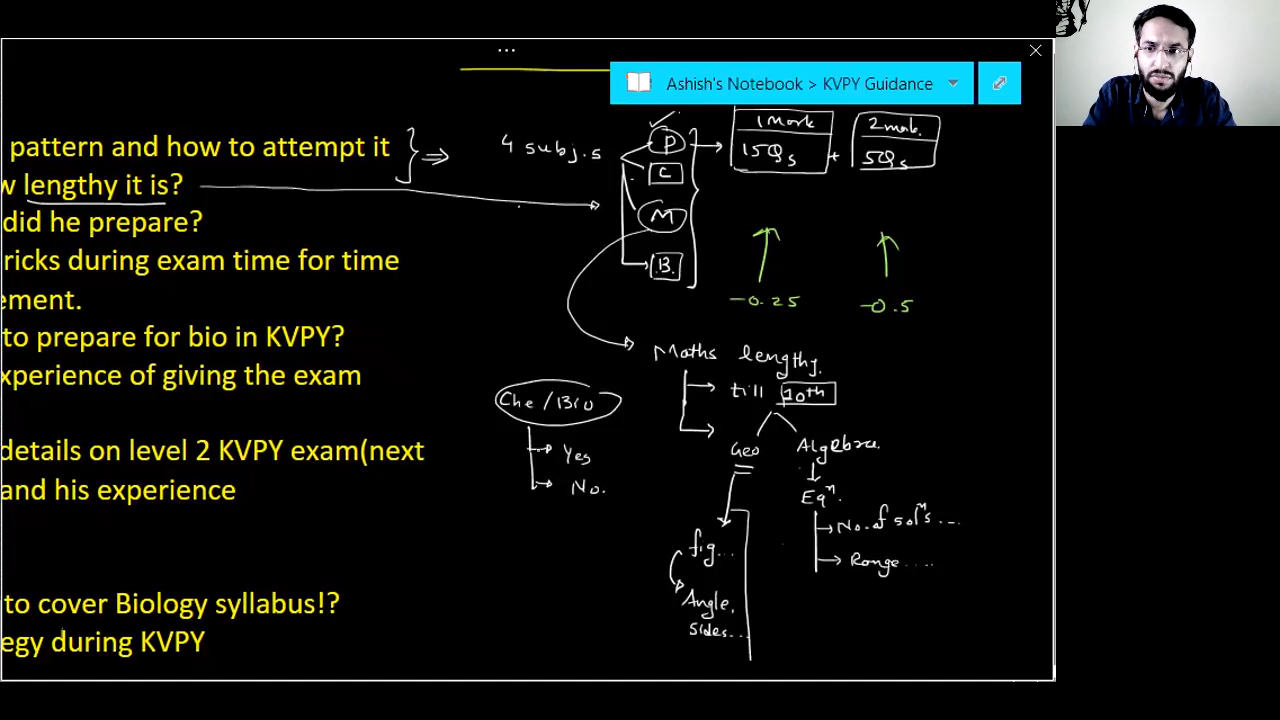 ...
Ashish's Notebook > KVPY Guidance
pattern and how to attempt it
w lengthy it is?
did he prepare?
ricks during exam time for time
ement.
to prepare for bio in KVPY?
xperience of giving the exam
details on level 2 KVPY exam(next
and his experience
to cover Biology syllabus!?
egy during KVPY
4 subj.s
P
C
M
B.
1 mark
15Qs
+
2 mark.
5Qs
-0.25
-0.5
Maths lengthy.
till 10th
Geo
Algebra.
Eqn.
No. of solns ...
Range ....
fig...
Angle.
sides...
Che / Bio
Yes
No.